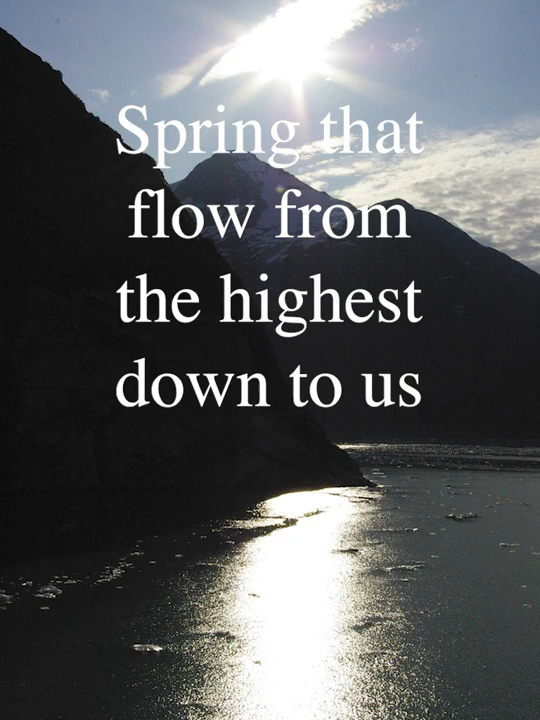 Spring that
flow from
the highest
down to us